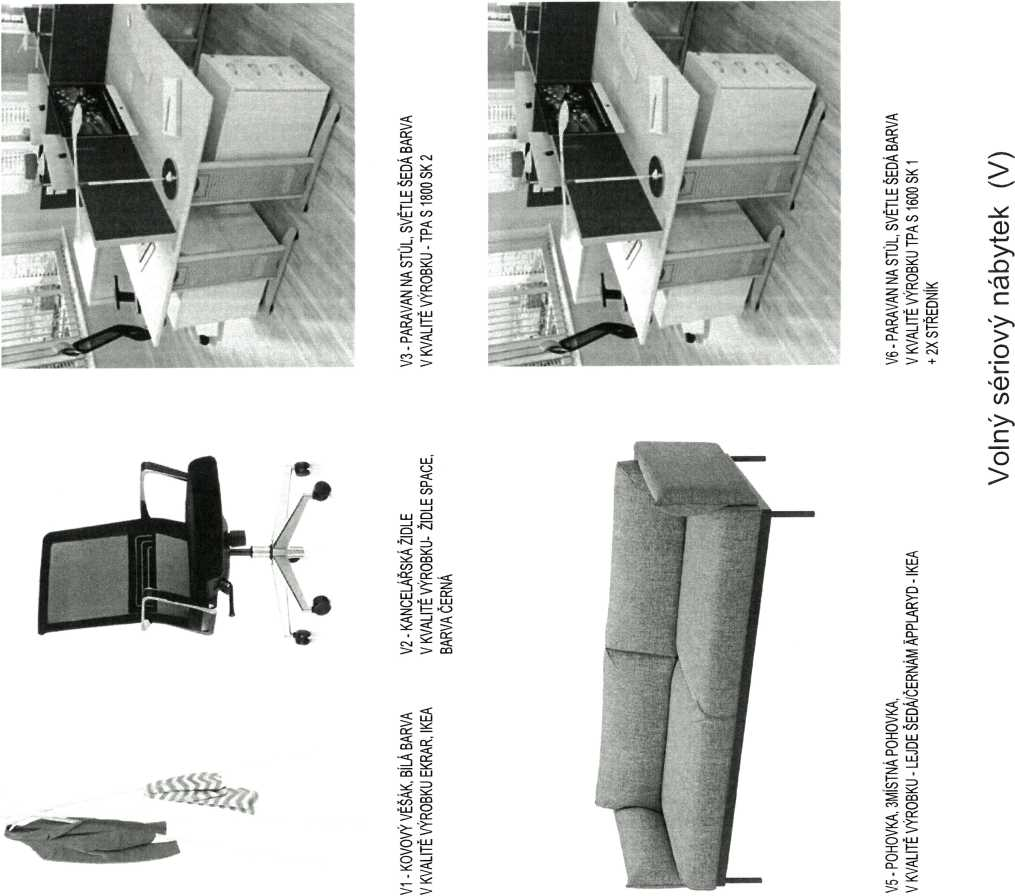 V1 - KOVOVÝ VĚŠÁK, BÍLÁ BARVA
V KVALITĚ VÝROBKU EKRAR, IKEA
V2 - KANCELÁŘSKÁ ŽIDLE
V KVALITĚ VÝROBKU- ŽIDLE SPACE,
BARVA ČERNÁ
V3 - PARAVAN NA STŮL, SVĚTLE ŠEDÁ BARVA
V KVALITĚ VÝROBKU - TPA S 1800 SK 2
V5 - POHOVKA, 3MÍSTNÁ POHOVKA,
V KVALITĚ VÝROBKU - LEJDE ŠEDÁ/ČERNÁM ÄPPLARYD - IKEA
V6 - PARAVAN NA STŮL, SVĚTLE ŠEDÁ BARVA
V KVALITĚ VÝROBKU TPA S 1600 SK 1
+ 2X STŘEDNÍK
Volný sériový nábytek (V)